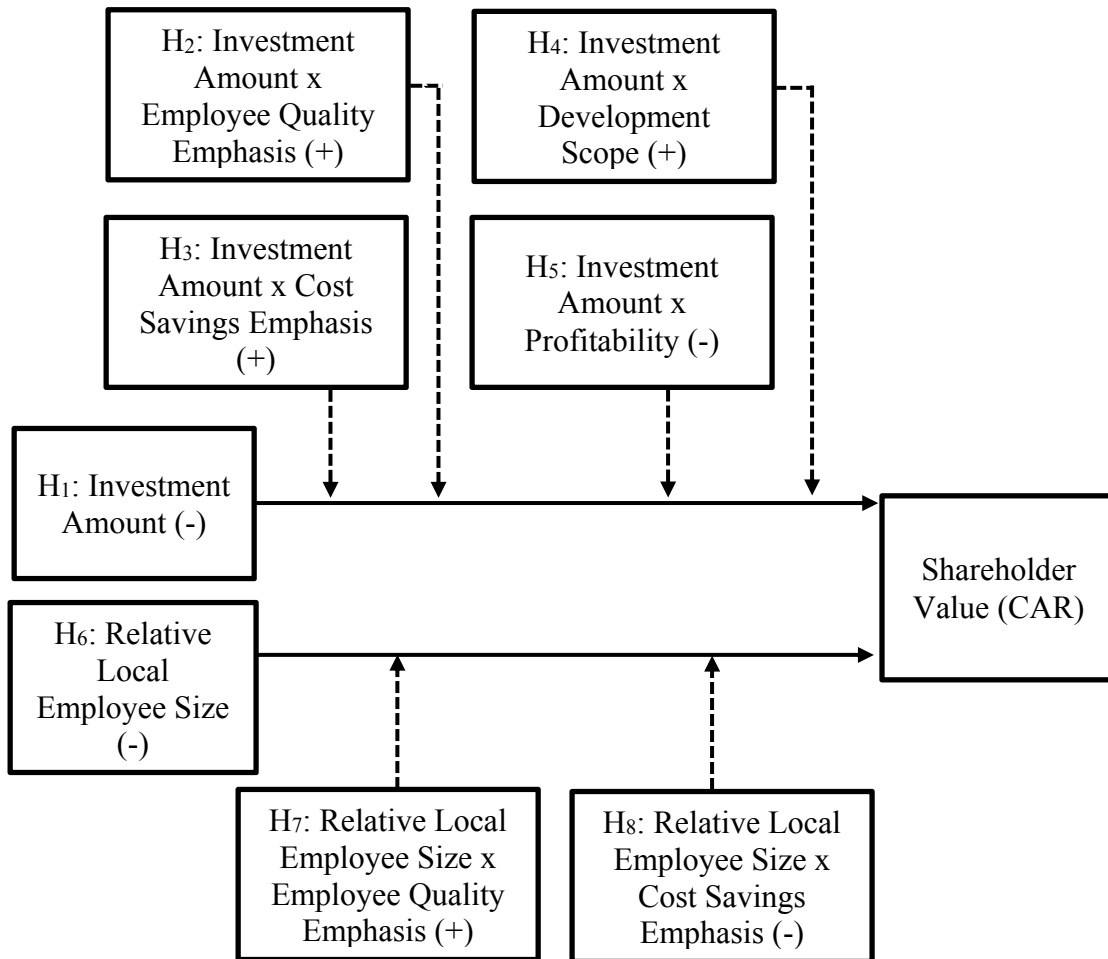 H2: Investment
Amount x
Employee Quality
Emphasis (+)
H4: Investment
Amount x
Development
Scope (+)
H3: Investment
Amount x Cost
Savings Emphasis
(+)
H5: Investment
Amount x
Profitability (-)
H1: Investment
Amount (-)
Shareholder
Value (CAR)
H6: Relative
Local
Employee Size
(-)
H7: Relative Local
Employee Size x
Employee Quality
Emphasis (+)
H8: Relative Local
Employee Size x
Cost Savings
Emphasis (-)